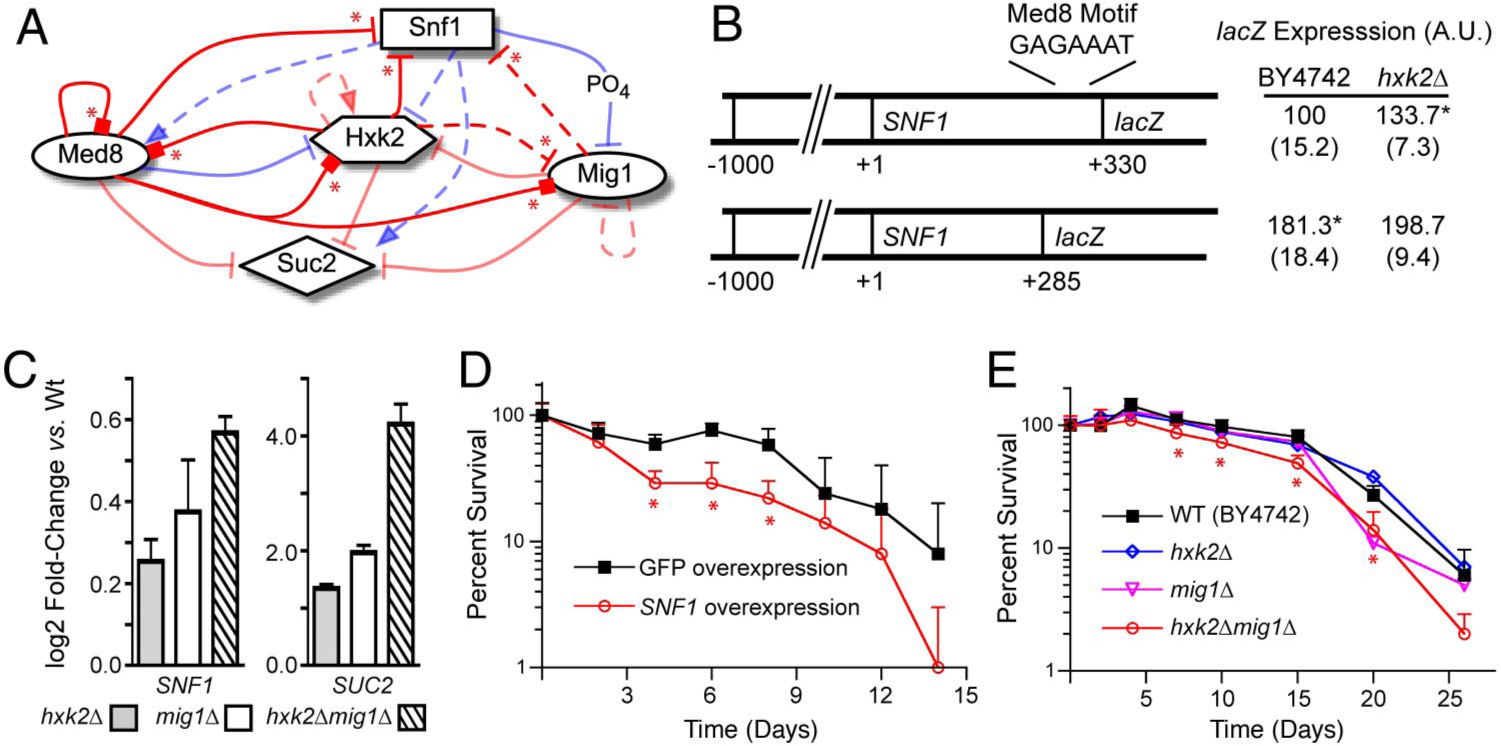 A
Snf1
PO4
Hxk2
Med8
Mig1
Suc2
* * * * * * * *
B
Med8 Motif
GAGAAAT
lacZ Expresssion (A.U.)
BY4742 hxk2Δ
SNF1 lacZ
100 133.7*
(15.2) (7.3)
-1000 +1 +330
SNF1 lacZ
181.3* 198.7
(18.4) (9.4)
-1000 +1 +285
C
log2 Fold-Change vs. Wt
0.6
0.4
0.2
0.0
SNF1
4.0
2.0
0.0
SUC2
hxk2Δ mig1Δ hxk2Δmig1Δ
D
Percent Survival
100
10
1
* * *
GFP overexpression
SNF1 overexpression
3 6 9 12 15
Time (Days)
E
Percent Survival
100
10
1
* * * *
WT (BY4742)
hxk2Δ
mig1Δ
hxk2Δmig1Δ
5 10 15 20 25
Time (Days)